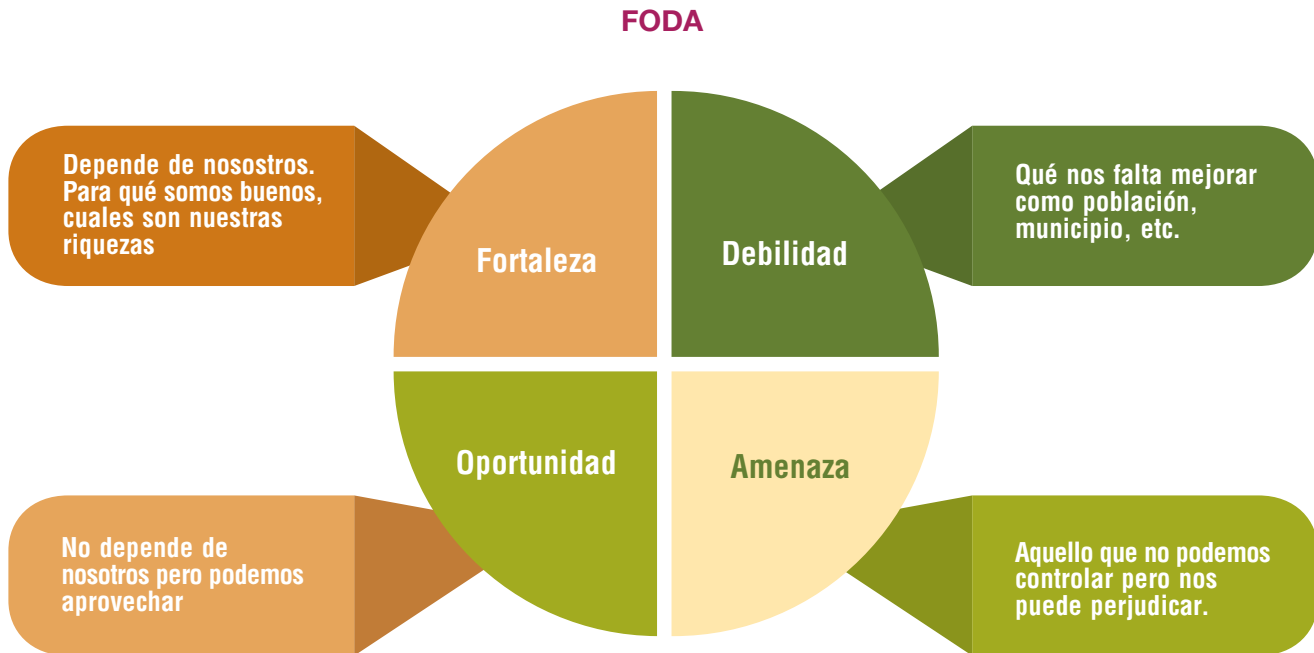 FODA
Depende de nosostros.
Para qué somos buenos,
cuales son nuestras
riquezas
Fortaleza
Debilidad
Qué nos falta mejorar
como población,
municipio, etc.
Oportunidad
Amenaza
No depende de
nosotros pero podemos
aprovechar
Aquello que no podemos
controlar pero nos
puede perjudicar.